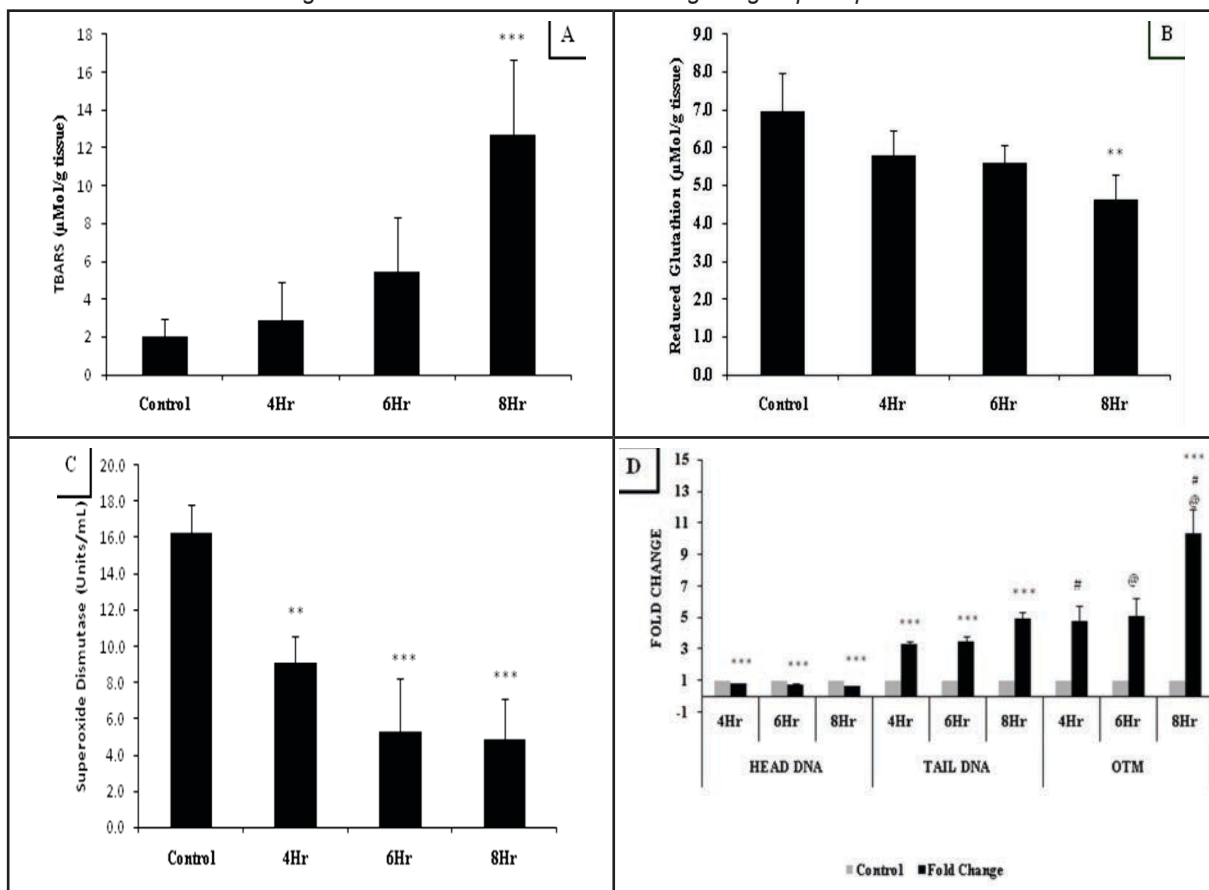 A
18
16
14
12
10
8
6
4
2
0
TBARS (µMol/g tissue)
***
Control 4Hr 6Hr 8Hr
B
9.0
8.0
7.0
6.0
5.0
4.0
3.0
2.0
1.0
0.0
Reduced Glutathion (µMol/g tissue)
**
Control 4Hr 6Hr 8Hr
C
20.0
18.0
16.0
14.0
12.0
10.0
8.0
6.0
4.0
2.0
0.0
Superoxide Dismutase (Units/mL)
** *** ***
Control 4Hr 6Hr 8Hr
D
15
13
11
9
7
5
3
1
-1
FOLD CHANGE
***
#
@
# @
*** *** ***
*** *** ***
4Hr 6Hr 8Hr 4Hr 6Hr 8Hr 4Hr 6Hr 8Hr
HEAD DNA TAIL DNA OTM
Control Fold Change